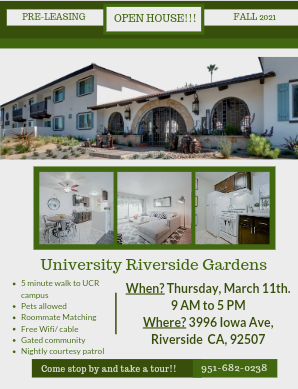 PRE-LEASING
OPEN HOUSE!!!
FALL 2021
University Riverside Gardens
• 5 minute walk to UCR
campus
• Pets allowed
• Roommate Matching
• Free Wifi/ cable
• Gated community
• Nightly courtesy patrol
When? Thursday, March 11th.
9 AM to 5 PM
Where? 3996 Iowa Ave,
Riverside CA, 92507
Come stop by and take a tour!!
951-682-0238